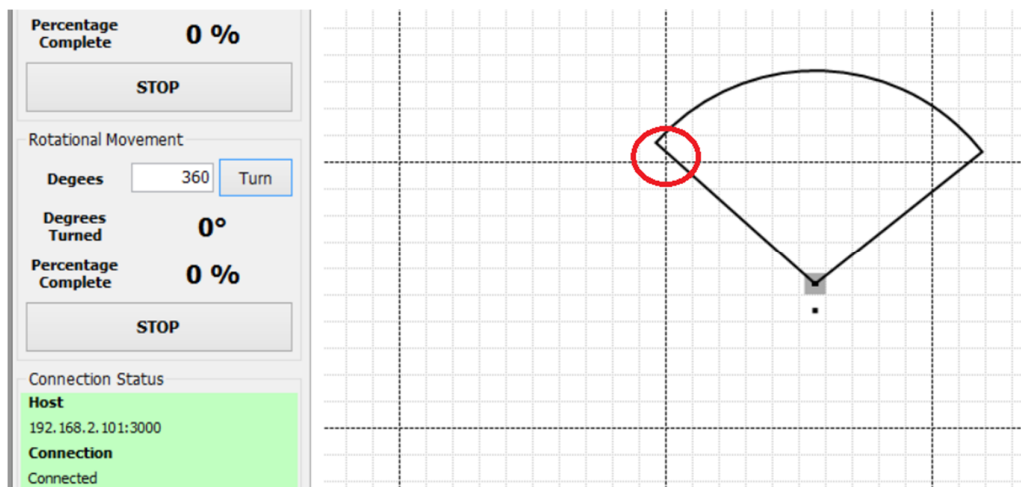 Percentage
Complete
0 %
STOP
Rotational Movement
Degees
360
Turn
Degrees
Turned
0°
Percentage
Complete
0 %
STOP
Connection Status
Host
192.168.2.101:3000
Connection
Connected